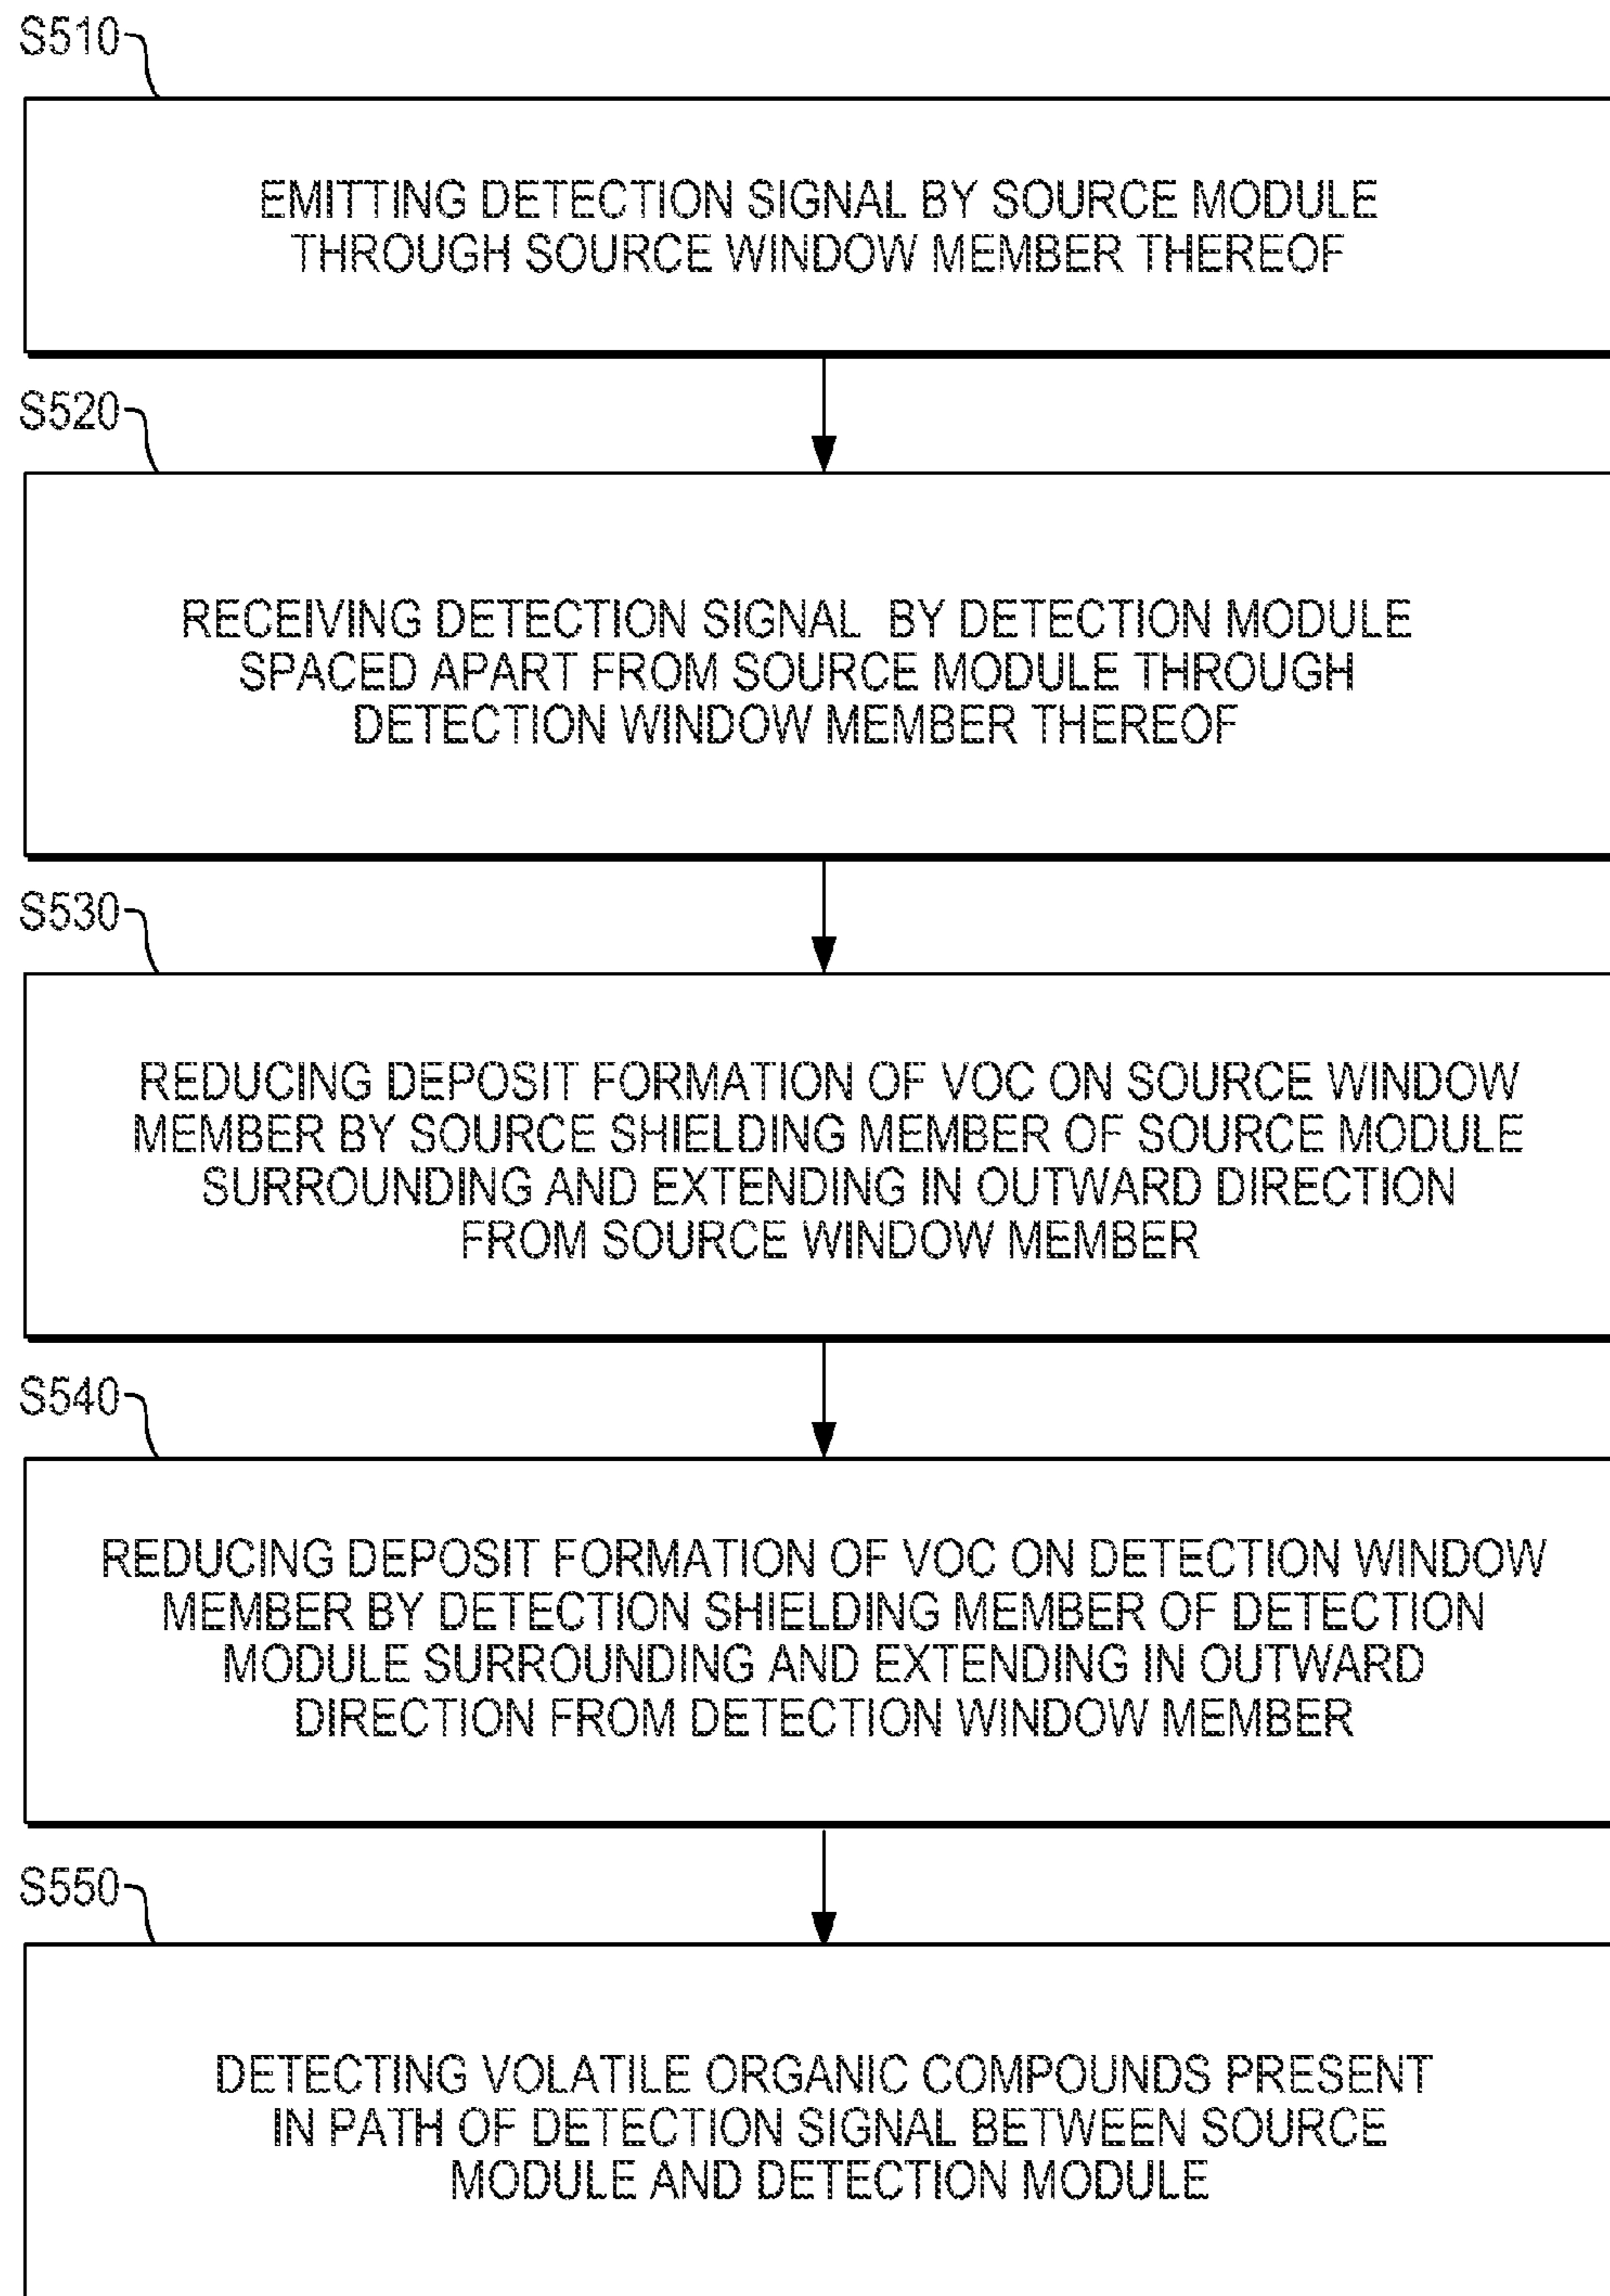 S510
EMITTING DETECTION SIGNAL BY SOURCE MODULE
THROUGH SOURCE WINDOW MEMBER THEREOF
S520
RECEIVING DETECTION SIGNAL BY DETECTION MODULE
SPACED APART FROM SOURCE MODULE THROUGH
DETECTION WINDOW MEMBER THEREOF
S530
REDUCING DEPOSIT FORMATION OF VOC ON SOURCE WINDOW
MEMBER BY SOURCE SHIELDING MEMBER OF SOURCE MODULE
SURROUNDING AND EXTENDING IN OUTWARD DIRECTION
FROM SOURCE WINDOW MEMBER
S540
REDUCING DEPOSIT FORMATION OF VOC ON DETECTION WINDOW
MEMBER BY DETECTION SHIELDING MEMBER OF DETECTION
MODULE SURROUNDING AND EXTENDING IN OUTWARD
DIRECTION FROM DETECTION WINDOW MEMBER
S550
DETECTING VOLATILE ORGANIC COMPOUNDS PRESENT
IN PATH OF DETECTION SIGNAL BETWEEN SOURCE
MODULE AND DETECTION MODULE